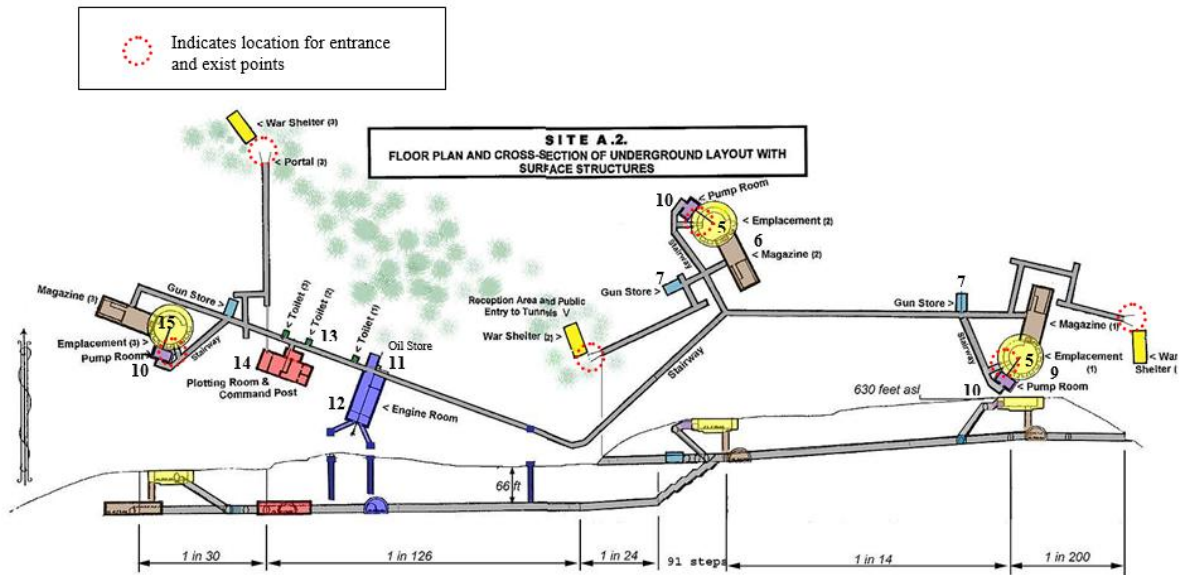 Indicates location for entrance
and exist points
< War Shelter (3)
< Portal (3)
SITE A.2.
FLOOR PLAN AND CROSS-SECTION OF UNDERGROUND LAYOUT WITH
SURFACE STRUCTURES
10
< Pump Room
5
< Emplacement (2)
6
< Magazine (2)
Stairway
7
Gun Store >
Magazine (3)
Gun Store >
15
Emplacement (3) >
Pump Room
10
Stairway
< Toilet (3)
< Toilet (2)
13
< Toilet (1)
14
Plotting Room &
Command Post
Oil Store
11
12
< Engine Room
Reception Area and Public
Entry to Tunnels V
War Shelter (2) >
Stairway
7
Gun Store >
Stairway
< Magazine (1)
5
< Emplacement
(1)
9
10
< Pump Room
< War
Shelter (
630 feet asl
66 ft
1 in 30
1 in 126
1 in 24
91 steps
1 in 14
1 in 200